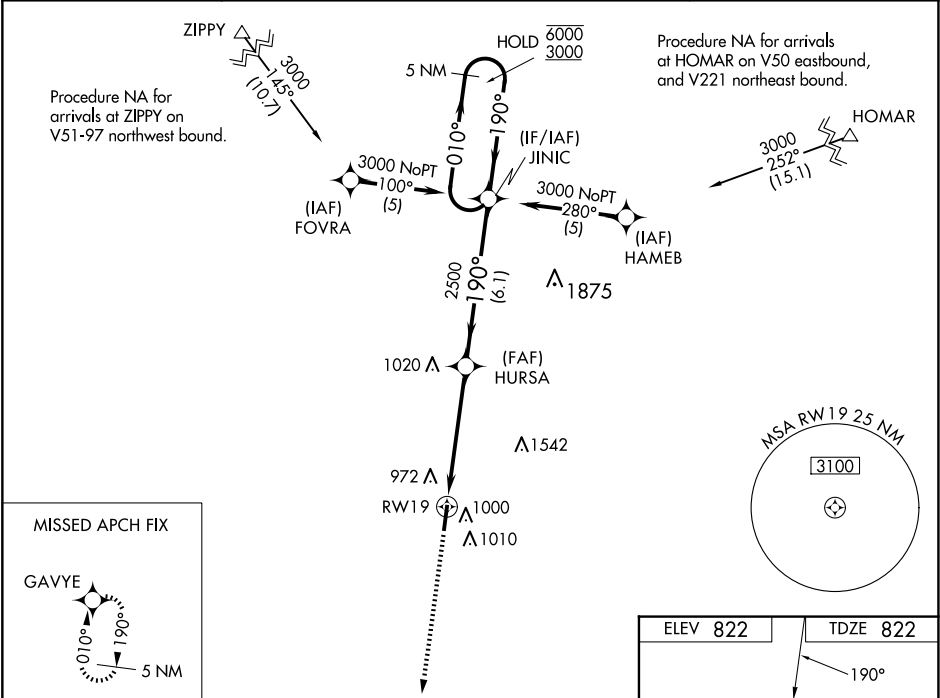 ZIPPY
3000
145°
(10.7)
Procedure NA for
arrivals at ZIPPY on
V51-97 northwest bound.
HOLD 6000
3000
5 NM
010°
190°
Procedure NA for arrivals
at HOMAR on V50 eastbound,
and V221 northeast bound.
HOMAR
3000
252°
(15.1)
(IF/IAF)
JINIC
3000 NoPT
100°
(5)
(IAF)
FOVRA
3000 NoPT
280°
(5)
(IAF)
HAMEB
2500
190°
(6.1)
1875
1020
(FAF)
HURSA
1542
972
RW19
1000
1010
MSA RW19 25 NM
3100
MISSED APCH FIX
GAVYE
010°
190°
5 NM
ELEV 822
TDZE 822
190°